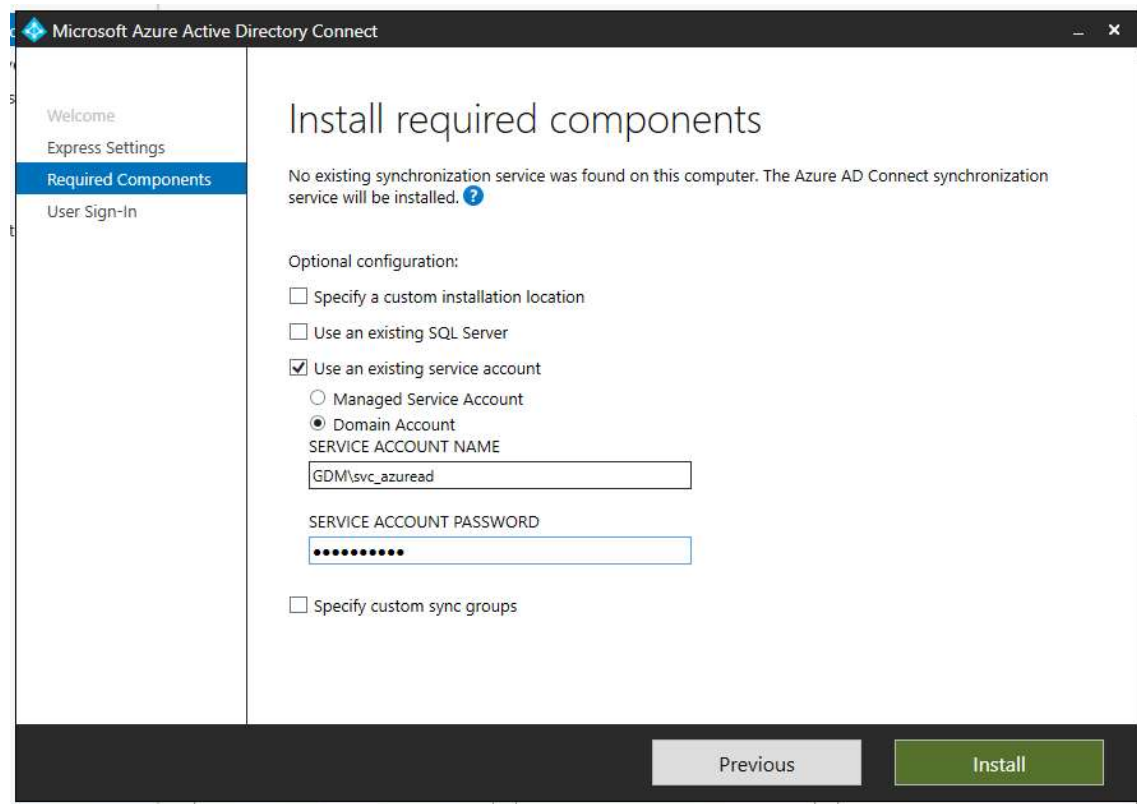 Microsoft Azure Active Directory Connect
Welcome
Express Settings
Required Components
User Sign-In
Install required components
No existing synchronization service was found on this computer. The Azure AD Connect synchronization
service will be installed. ?
Optional configuration:
Specify a custom installation location
Use an existing SQL Server
Use an existing service account
Managed Service Account
Domain Account
SERVICE ACCOUNT NAME
GDM\svc_azuread
SERVICE ACCOUNT PASSWORD
••••••••••
Specify custom sync groups
Previous
Install